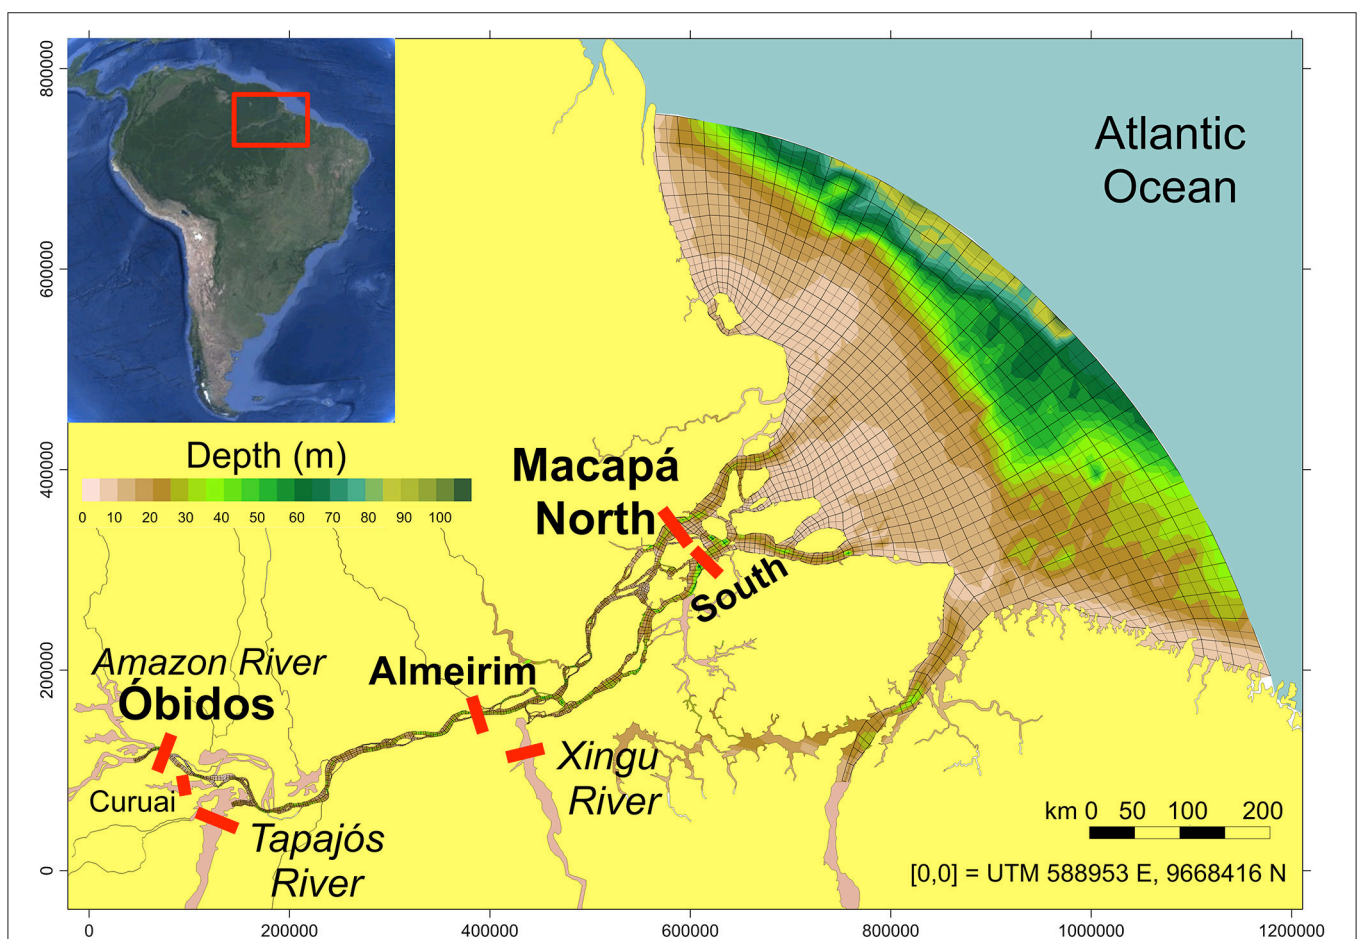 Atlantic
Ocean
Depth (m)
0 10 20 30 40 50 60 70 80 90 100
Macapá
North
South
Amazon River
Óbidos
Almeirim
Curuai
Xingu
River
Tapajós
River
km 0 50 100 200
[0,0] = UTM 588953 E, 9668416 N
800000
600000
400000
200000
0
0 200000 400000 600000 800000 1000000 1200000